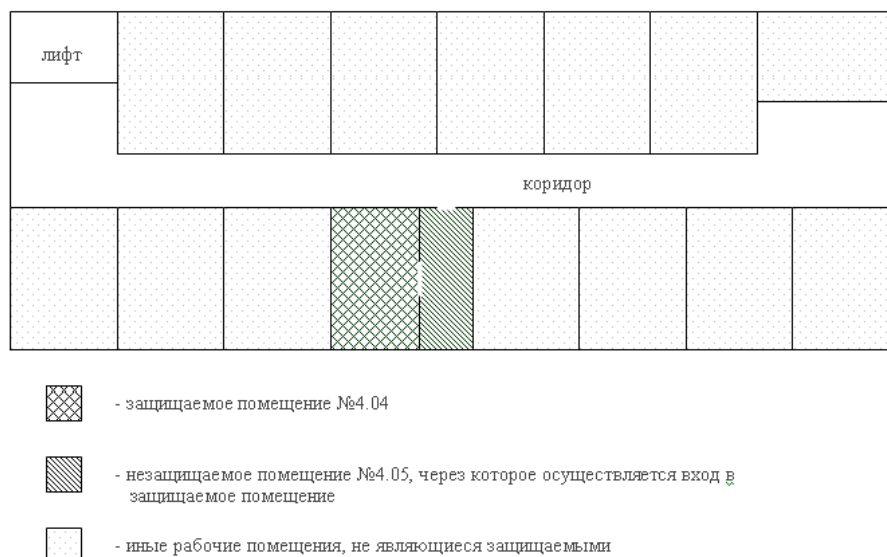 лифт
коридор
- защищаемое помещение №4.04
- незащищаемое помещение №4.05, через которое осуществляется вход в
защищаемое помещение
- иные рабочие помещения, не являющиеся защищаемыми